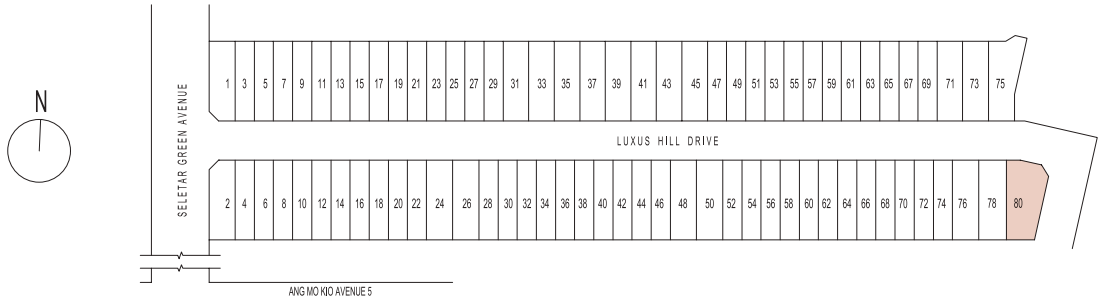 N
SELETAR GREEN AVENUE
1 3 5 7 9 11 13 15 17 19 21 23 25 27 29 31 33 35 37 39 41 43 45 47 49 51 53 55 57 59 61 63 65 67 69 71 73 75
LUXUS HILL DRIVE
2 4 6 8 10 12 14 16 18 20 22 24 26 28 30 32 34 36 38 40 42 44 46 48 50 52 54 56 58 60 62 64 66 68 70 72 74 76 78 80
ANG MO KIO AVENUE 5